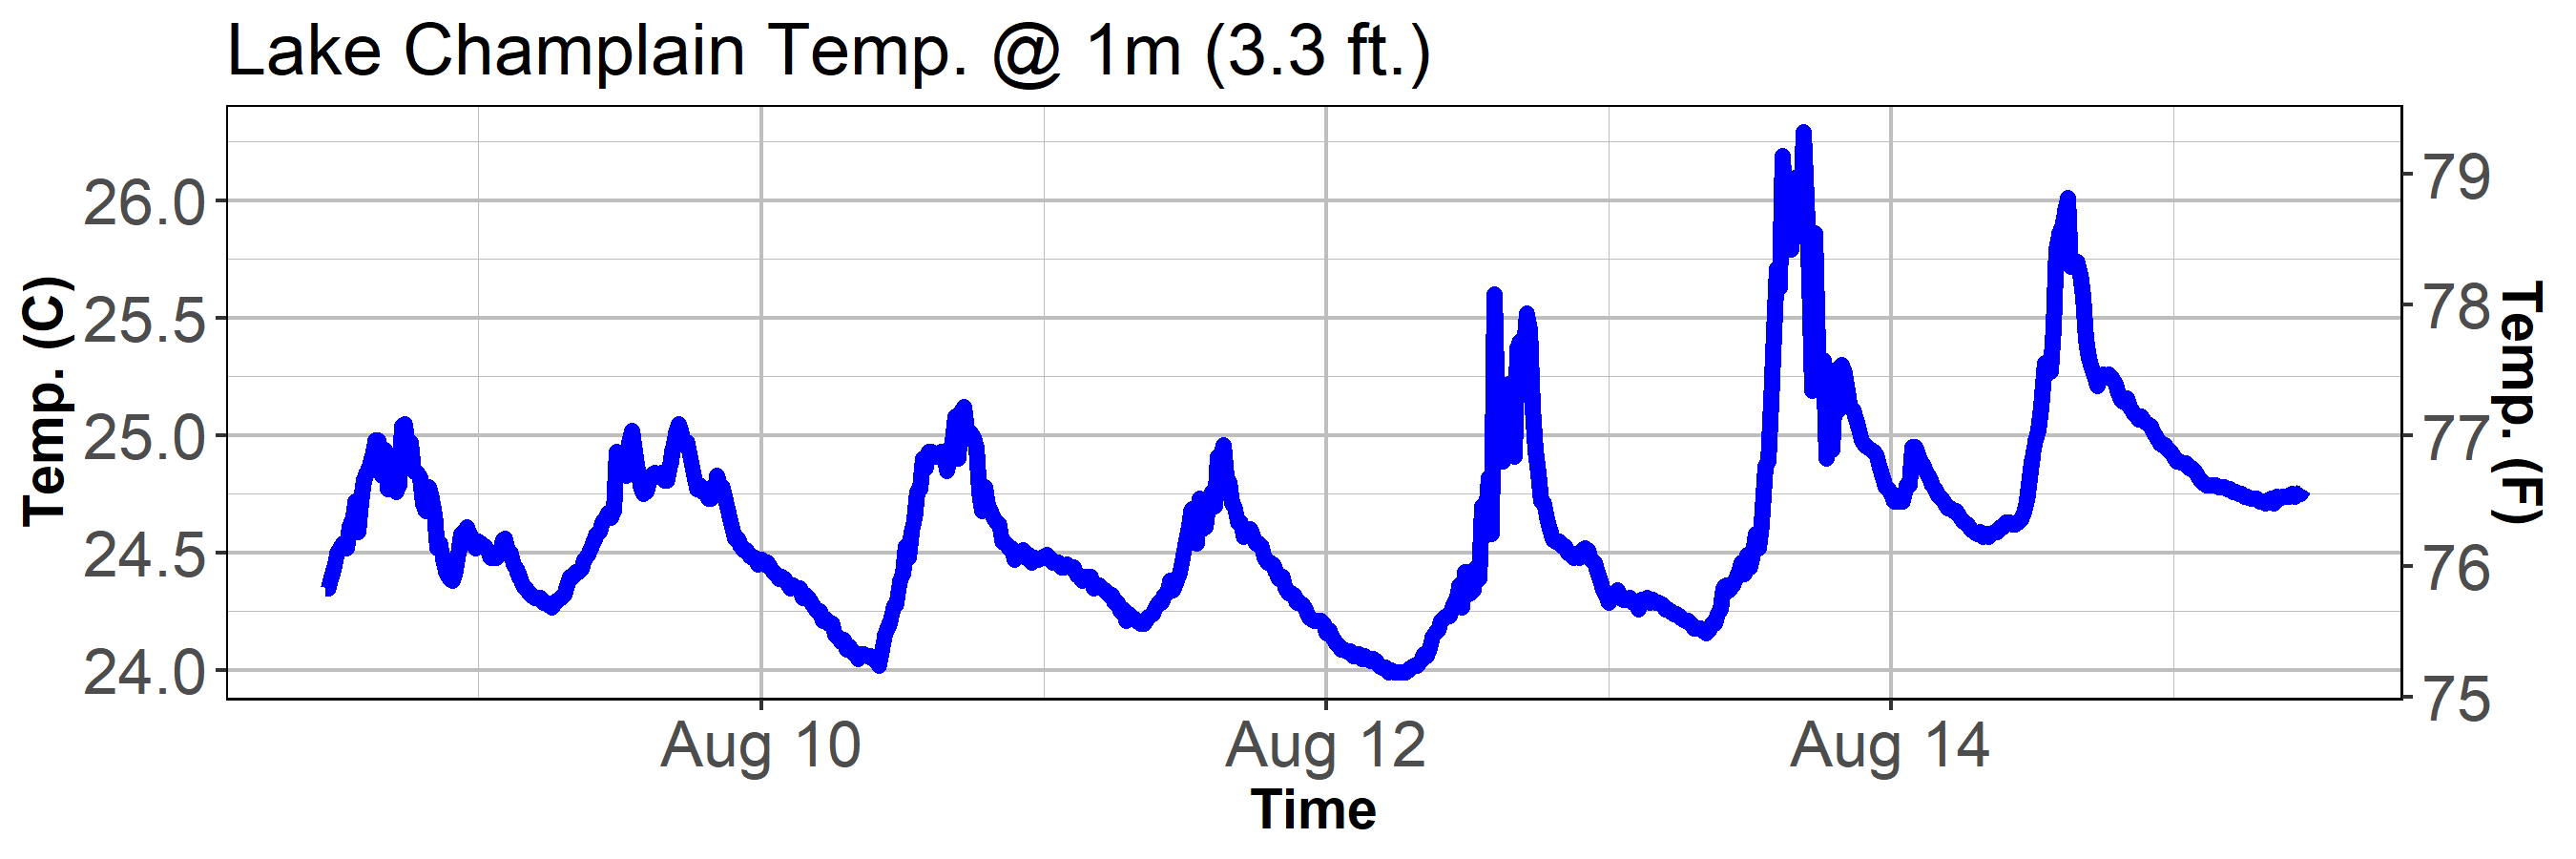 Lake Champlain Temp. @ 1m (3.3 ft.)
Temp. (C)
26.0
25.5
25.0
24.5
24.0
79
78
77
76
75
Temp. (F)
Aug 10
Aug 12
Aug 14
Time